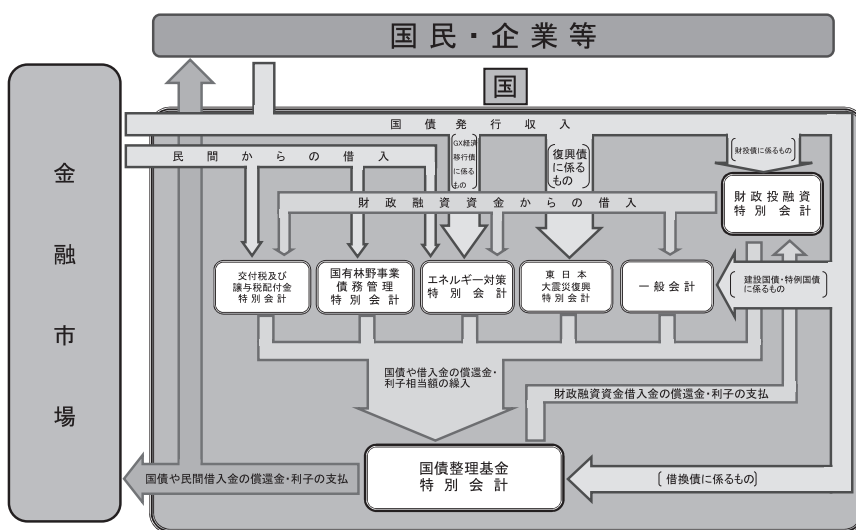 国民・企業等
国
金融市場
国債発行収入
民間からの借入
GX経済
移行債
に係る
もの
復興債
に係る
もの
財投債に係るもの
財政融資資金からの借入
財政投融資
特別会計
交付税及び
譲与税配付金
特別会計
国有林野事業
債務管理
特別会計
エネルギー対策
特別会計
東日本
大震災復興
特別会計
一般会計
建設国債・特例国債
に係るもの
国債や借入金の償還金・
利子相当額の繰入
財政融資資金借入金の償還金・利子の支払
国債整理基金
特別会計
国債や民間借入金の償還金・利子の支払
借換債に係るもの